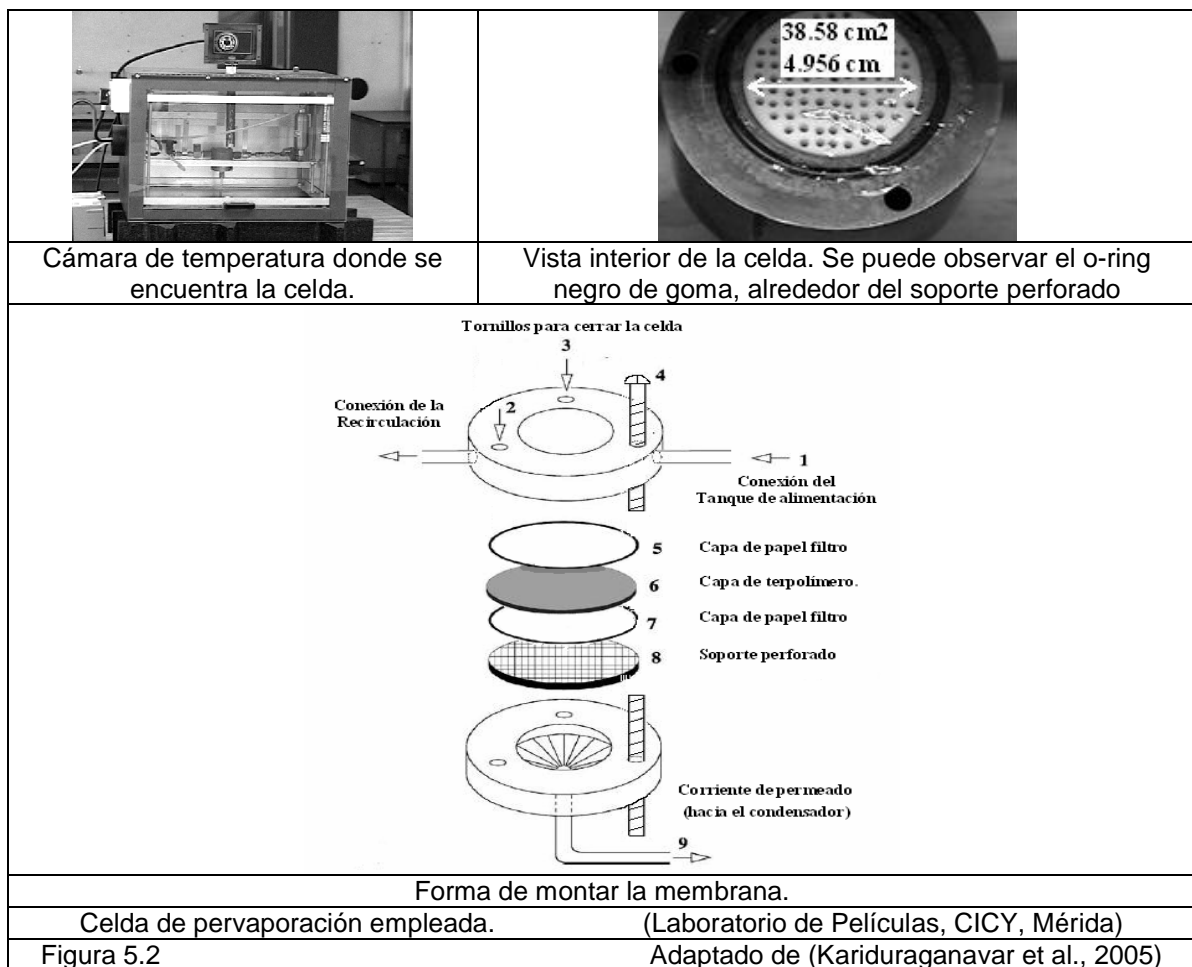 38.58 cm2
4.956 cm
Cámara de temperatura donde se
encuentra la celda.
Vista interior de la celda. Se puede observar el o-ring
negro de goma, alrededor del soporte perforado
Tornillos para cerrar la celda
3
4
Conexión de la
Recirculación
2
1
Conexión del
Tanque de alimentación
5 Capa de papel filtro
6 Capa de terpolímero.
7 Capa de papel filtro
8 Soporte perforado
Corriente de permeado
(hacia el condensador)
9
Forma de montar la membrana.
Celda de pervaporación empleada. (Laboratorio de Películas, CICY, Mérida)
Figura 5.2 Adaptado de (Kariduraganavar et al., 2005)